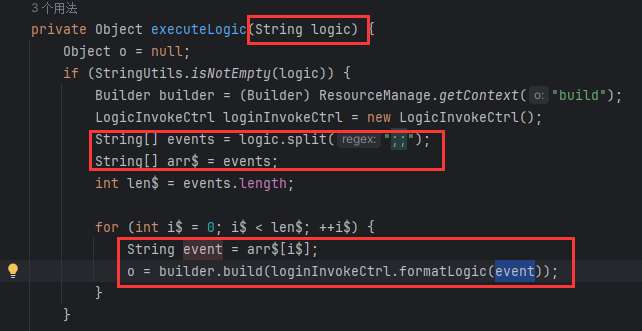 3 个用法
private Object executeLogic(String logic) {
Object o = null;
if (StringUtils.isNotEmpty(logic)) {
Builder builder = (Builder) ResourceManage.getContext( o: "build");
LogicInvokeCtrl loginInvokeCtrl = new LogicInvokeCtrl();
String[] events = logic.split( regex: ";;");
String[] arr$ = events;
int len$ = events.length;
for (int i$ = 0; i$ < len$; ++i$) {
String event = arr$[i$];
o = builder.build(loginInvokeCtrl.formatLogic(event));
}
}